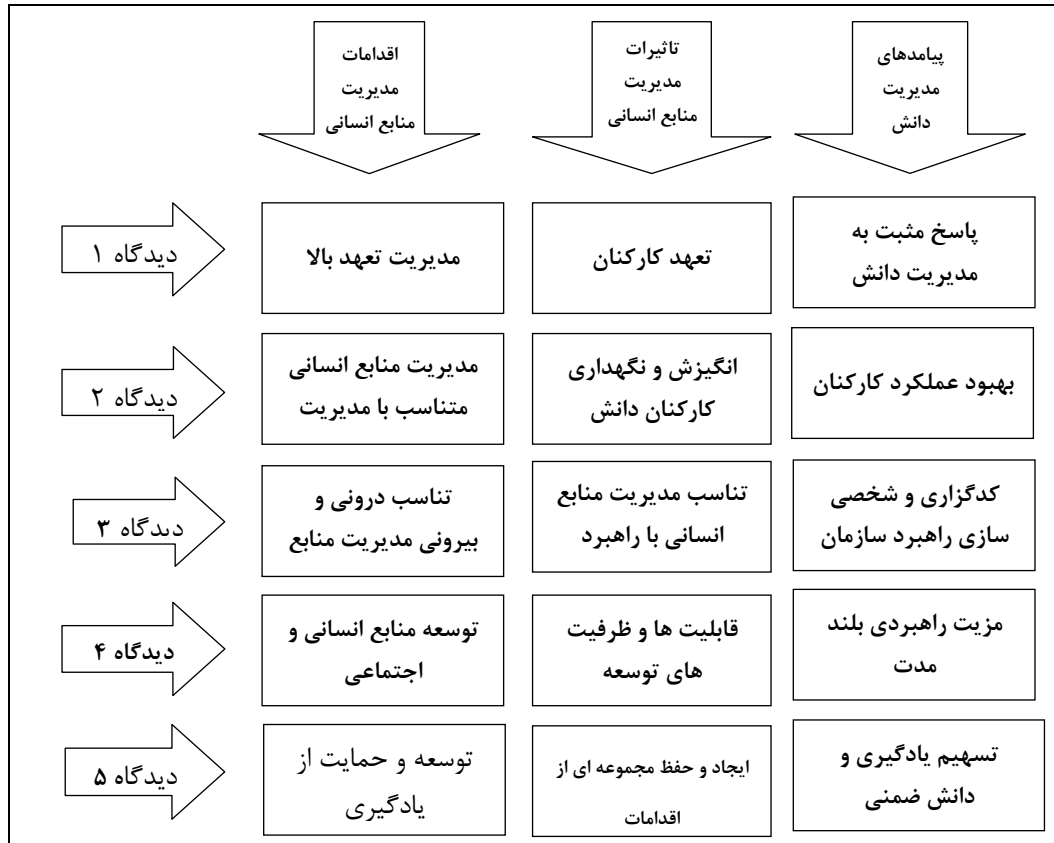 اقدامات
مدیریت
منابع انسانی
تاثیرات
مدیریت
منابع انسانی
پیامدهای
مدیریت
دانش
دیدگاه ۱
مدیریت تعهد بالا
تعهد کارکنان
پاسخ مثبت به
مدیریت دانش
دیدگاه ۲
مدیریت منابع انسانی
متناسب با مدیریت
انگیزش و نگهداری
کارکنان دانش
بهبود عملکرد کارکنان
دیدگاه ۳
تناسب درونی و
بیرونی مدیریت منابع
تناسب مدیریت منابع
انسانی با راهبرد
کدگزاری و شخصی
سازی راهبرد سازمان
دیدگاه ۴
توسعه منابع انسانی و
اجتماعی
قابلیت ها و ظرفیت
های توسعه
مزیت راهبردی بلند
مدت
دیدگاه ۵
توسعه و حمایت از
یادگیری
ایجاد و حفظ مجموعه ای از
اقدامات
تسهیم یادگیری و
دانش ضمنی